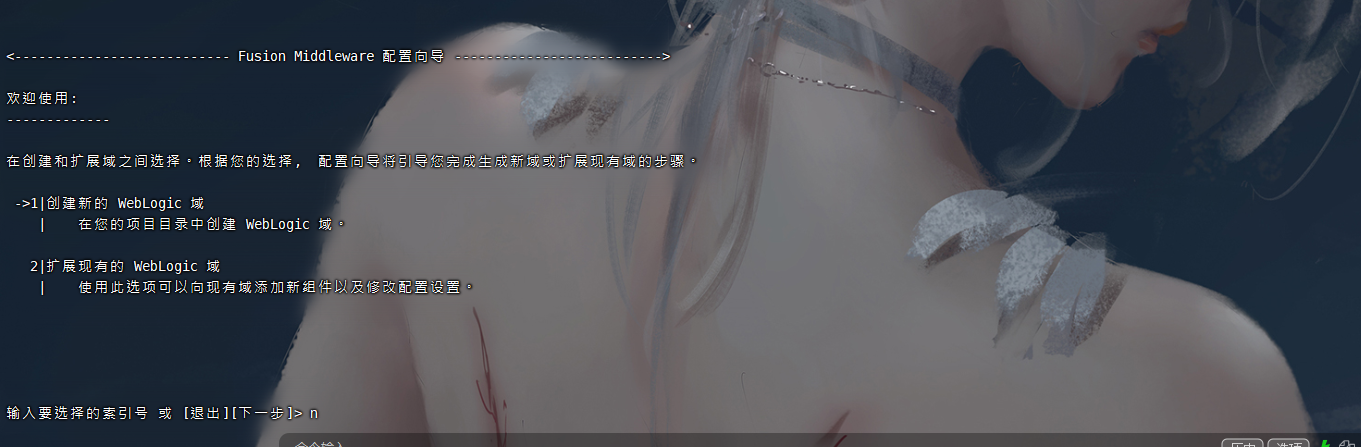 <--------------------------- Fusion Middleware 配置向导 -------------------------->
欢迎使用:
-------------
在创建和扩展域之间选择。根据您的选择, 配置向导将引导您完成生成新域或扩展现有域的步骤。
->1|创建新的 WebLogic 域
|    在您的项目目录中创建 WebLogic 域。
2|扩展现有的 WebLogic 域
|    使用此选项可以向现有域添加新组件以及修改配置设置。
输入要选择的索引号 或 [退出][下一步]> n
命令输入
历史 选项